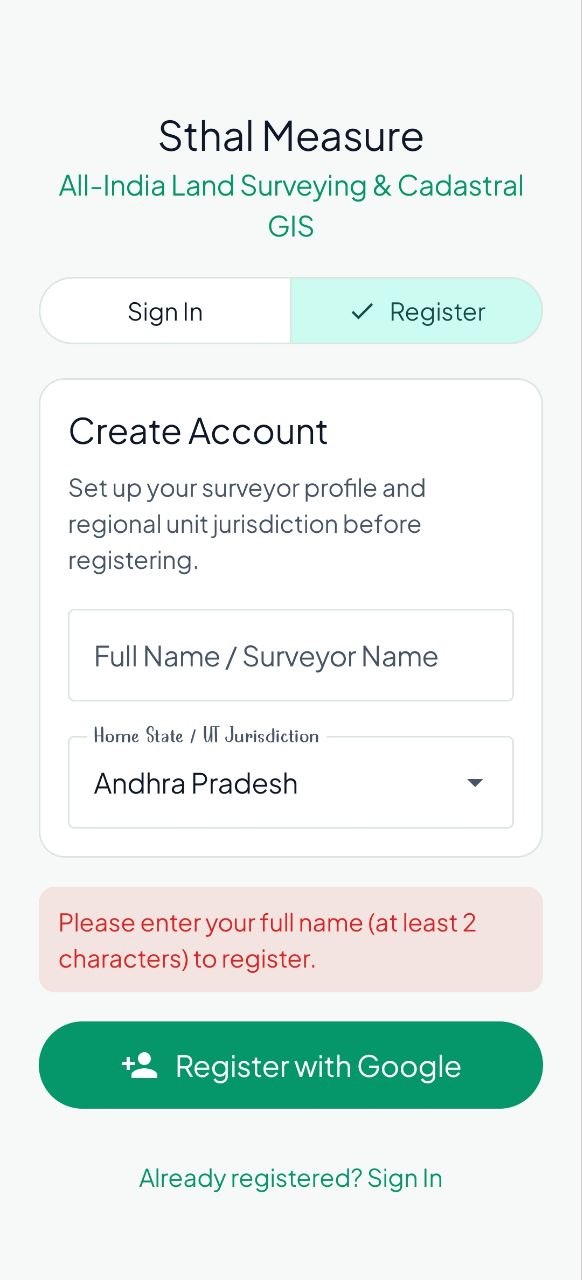 Sthal Measure
All-India Land Surveying & Cadastral
GIS
Sign In
Register
Create Account
Set up your surveyor profile and
regional unit jurisdiction before
registering.
Full Name / Surveyor Name
Home State / UT Jurisdiction
Andhra Pradesh
Please enter your full name (at least 2
characters) to register.
Register with Google
Already registered? Sign In